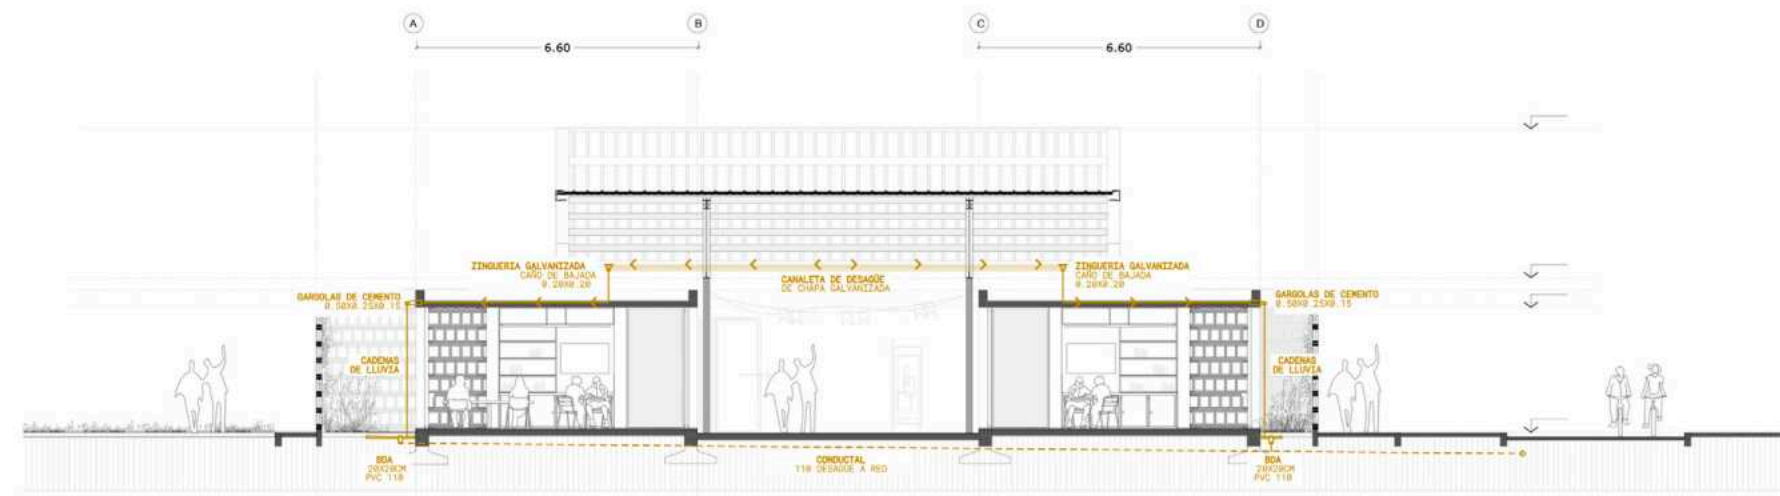 A
B
C
D
6.60
6.60
ZINGUERIA GALVANIZADA
CAÑO DE BAJADA
0.20X0.20
CANALETA DE DESAGÜE
DE CHAPA GALVANIZADA
ZINGUERIA GALVANIZADA
CAÑO DE BAJADA
0.20X0.20
GARGOLAS DE CEMENTO
0.50X0.25X0.15
GARGOLAS DE CEMENTO
0.50X0.25X0.15
CADENAS
DE LLUVIA
CADENAS
DE LLUVIA
BDA
20X20CM
PVC 110
CONDUCTAL
110 DESAGÜE A RED
BDA
20X20CM
PVC 110